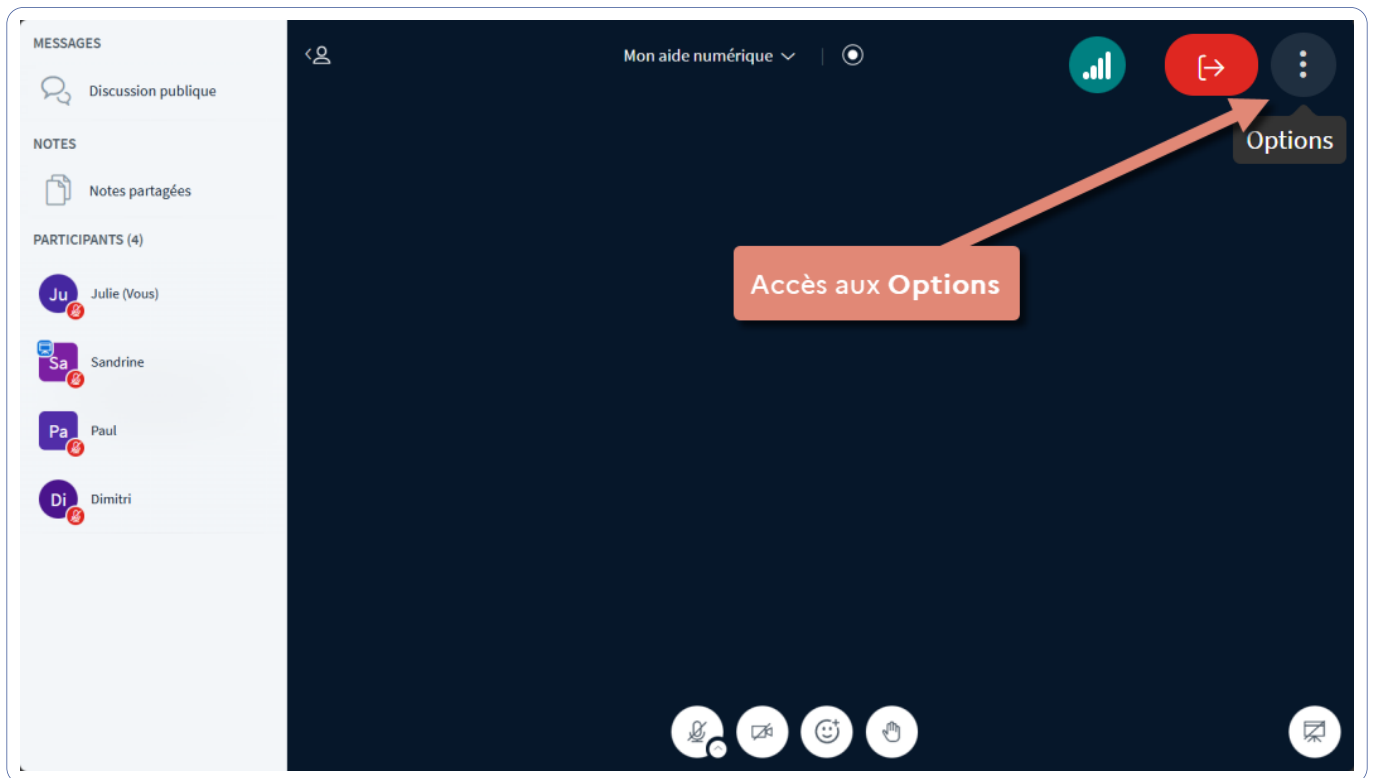 MESSAGES
Discussion publique
NOTES
Notes partagées
PARTICIPANTS (4)
Ju
Julie (Vous)
Sa
Sandrine
Pa
Paul
Di
Dimitri
Mon aide numérique
Options
Accès aux Options